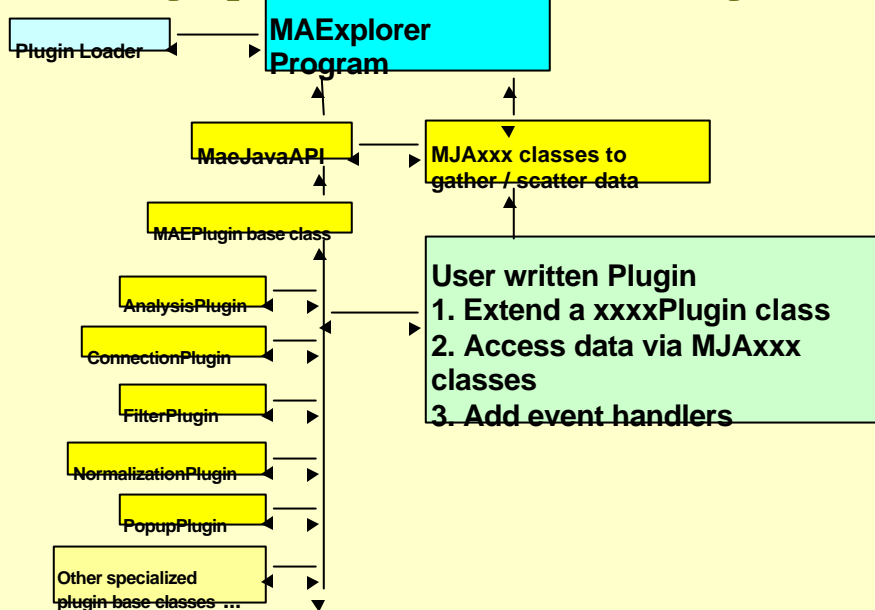 MAExplorer
Program
Plugin Loader
MaeJavaAPI
MJAxxx classes to
gather / scatter data
MAEPlugin base class
User written Plugin
1. Extend a xxxxPlugin class
2. Access data via MJAxxx
classes
3. Add event handlers
AnalysisPlugin
ConnectionPlugin
FilterPlugin
NormalizationPlugin
PopupPlugin
Other specialized
plugin base classes ...